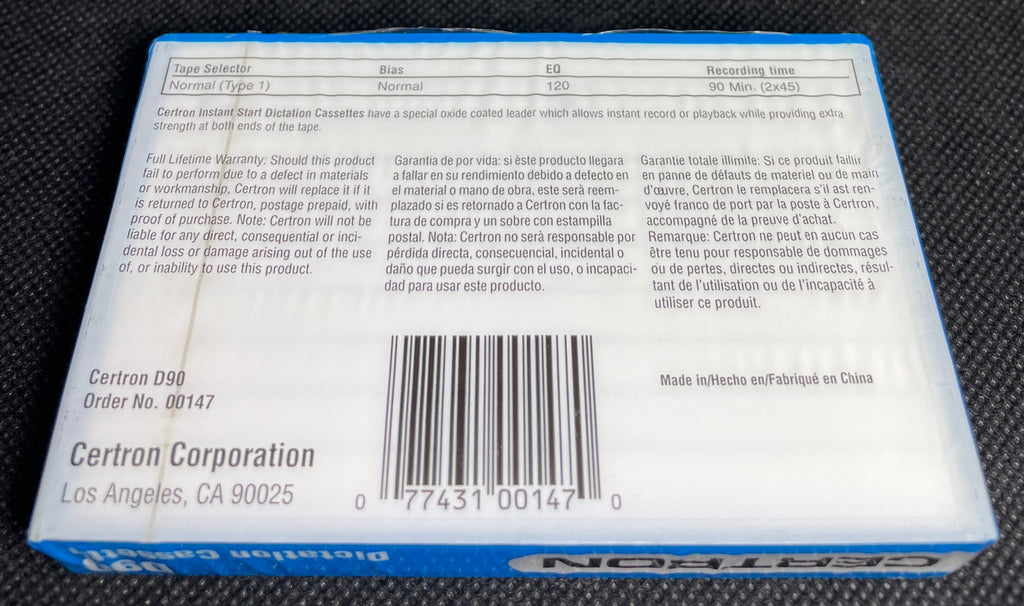 Tape Selector Bias EQ Recording time
Normal (Type 1) Normal 120 90 Min. (2x45)
Certron Instant Start Dictation Cassettes have a special oxide coated leader which allows instant record or playback while providing extra
strength at both ends of the tape.
Full Lifetime Warranty: Should this product
fail to perform due to a defect in materials
or workmanship, Certron will replace it if it
is returned to Certron, postage prepaid, with
proof of purchase. Note: Certron will not be
liable for any direct, consequential or inci-
dental loss or damage arising out of the use
of, or inability to use this product.
Garantia de por vida: si èste producto llegara
a fallar en su rendimiento debido a defecto en
el material o mano de obra, este serà reem-
plazado si es retornado a Certron con la fac-
tura de compra y un sobre con estampilla
postal. Nota: Certron no serà responsable por
pérdida directa, consecuencial, incidental o
daño que pueda surgir con el uso, o incapaci-
dad para usar este producto.
Garantie totale illimite: Si ce produit faillir
en panne de défauts de materiel ou de main
d'œuvre, Certron le remplacera s'il ast ren-
voyé franco de port par la poste à Certron,
accompagné de la preuve d'achat.
Remarque: Certron ne peut en aucun cas
être tenu pour responsable de dommages
ou de pertes, directes ou indirectes, résul-
tant de l'utilisation ou de l'incapacité à
utiliser ce produit.
Certron D90
Order No. 00147
Made in/Hecho en/Fabriqué en China
Certron Corporation
Los Angeles, CA 90025
0 77431 00147 0
D90 Dictation Cassette
CERTRON